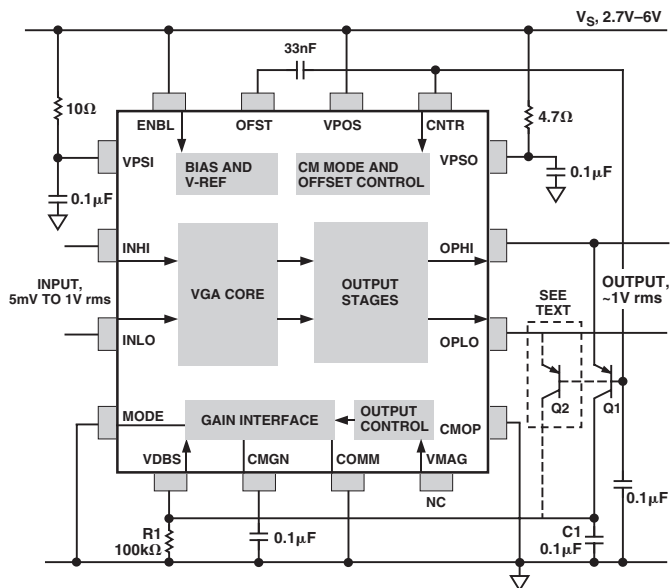 V_S, 2.7V–6V
33nF
10Ω
4.7Ω
ENBL
OFST
VPOS
CNTR
VPSI
BIAS AND
V-REF
CM MODE AND
OFFSET CONTROL
VPSO
0.1μF
0.1μF
INHI
OPHI
INPUT,
5mV TO 1V rms
VGA CORE
OUTPUT
STAGES
OUTPUT,
~1V rms
SEE
TEXT
INLO
OPLO
Q2
Q1
MODE
GAIN INTERFACE
OUTPUT
CONTROL
CMOP
VDBS
CMGN
COMM
VMAG
NC
0.1μF
R1
100kΩ
0.1μF
C1
0.1μF